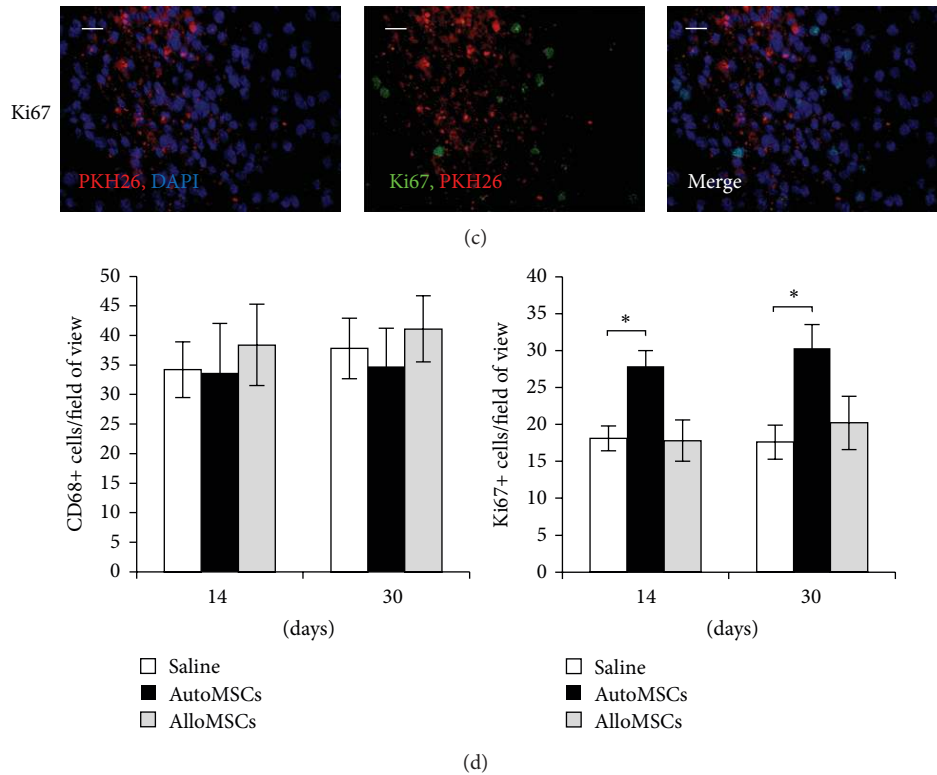 Ki67
PKH26, DAPI
Ki67, PKH26
Merge
(c)
CD68+ cells/field of view
50
45
40
35
30
25
20
15
10
5
0
14
30
(days)
Saline
AutoMSCs
AlloMSCs
Ki67+ cells/field of view
40
35
30
25
20
15
10
5
0
*
*
14
30
(days)
Saline
AutoMSCs
AlloMSCs
(d)